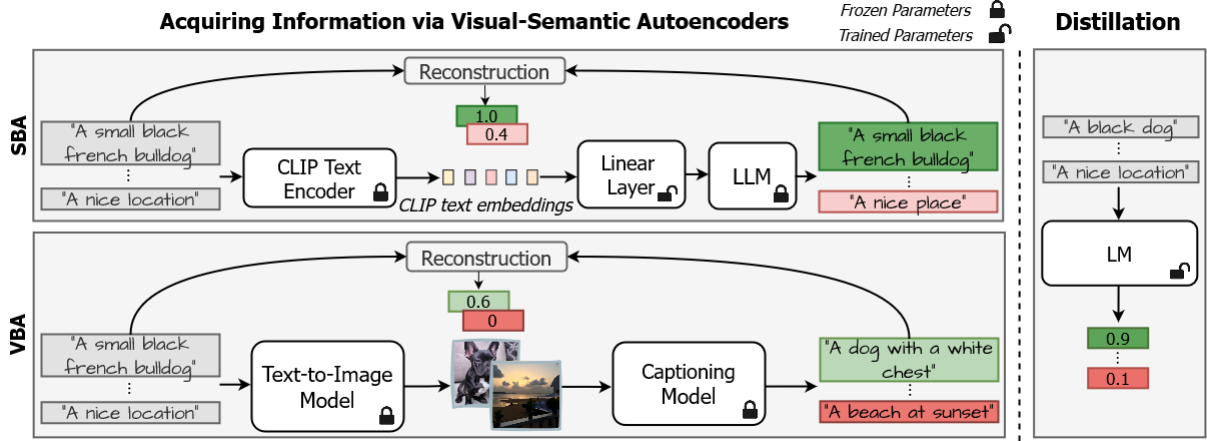 Acquiring Information via Visual-Semantic Autoencoders
Frozen Parameters
Trained Parameters
Distillation
SBA
Reconstruction
1.0
0.4
"A small black
french bulldog"
"A nice location"
CLIP Text
Encoder
CLIP text embeddings
Linear
Layer
LLM
"A small black
french bulldog"
"A nice place"
VBA
Reconstruction
0.6
0
"A small black
french bulldog"
"A nice location"
Text-to-Image
Model
Captioning
Model
"A dog with a white
chest"
"A beach at sunset"
"A black dog"
"A nice location"
LM
0.9
0.1